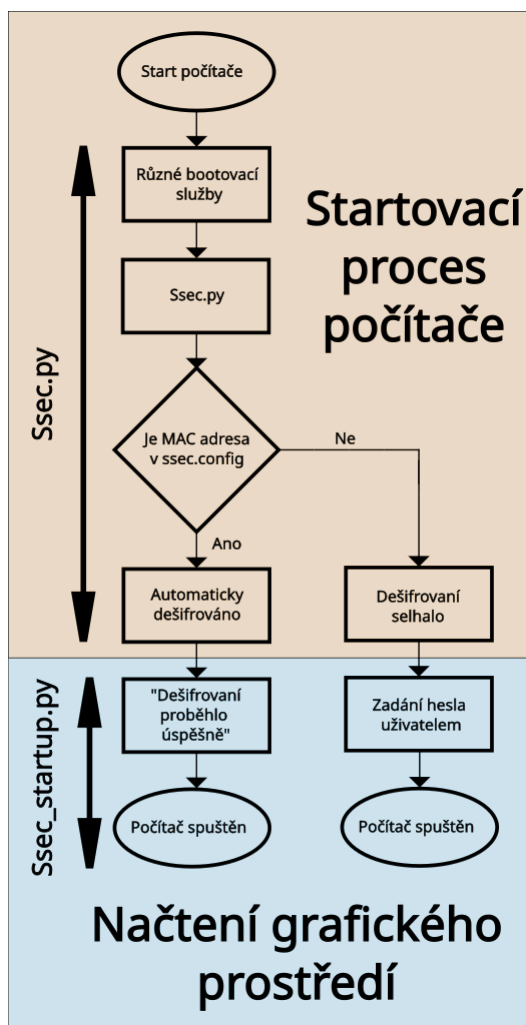 Start počítače
Různé bootovací
služby
Startovací
proces
počítače
Ssec.py
Ssec.py
Je MAC adresa
v ssec.config
Ne
Ano
Automaticky
dešifrováno
Dešifrovaní
selhalo
Ssec_startup.py
"Dešifrovaní
proběhlo
úspěšně"
Zadání hesla
uživatelem
Počítač spuštěn
Počítač spuštěn
Načtení grafického
prostředí